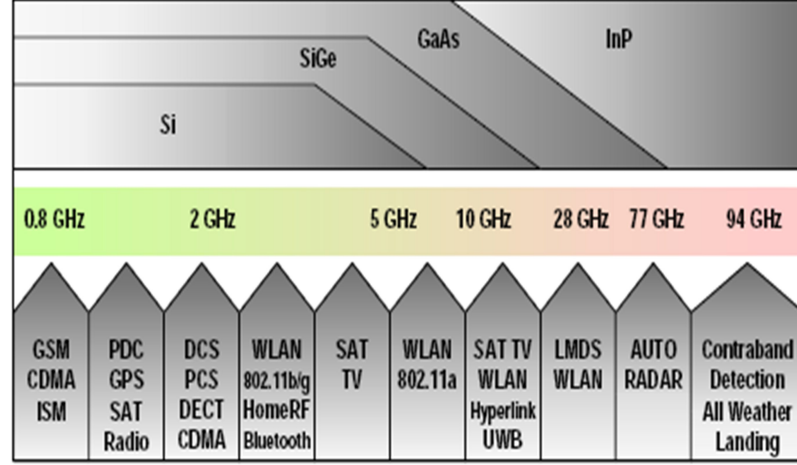 GaAs
InP
SiGe
Si
0.8 GHz 2 GHz 5 GHz 10 GHz 28 GHz 77 GHz 94 GHz
GSM
CDMA
ISM
PDC
GPS
SAT
Radio
DCS
PCS
DECT
CDMA
WLAN
802.11b/g
HomeRF
Bluetooth
SAT
TV
WLAN
802.11a
SAT TV
WLAN
Hyperlink
UWB
LMDS
WLAN
AUTO
RADAR
Contraband
Detection
All Weather
Landing